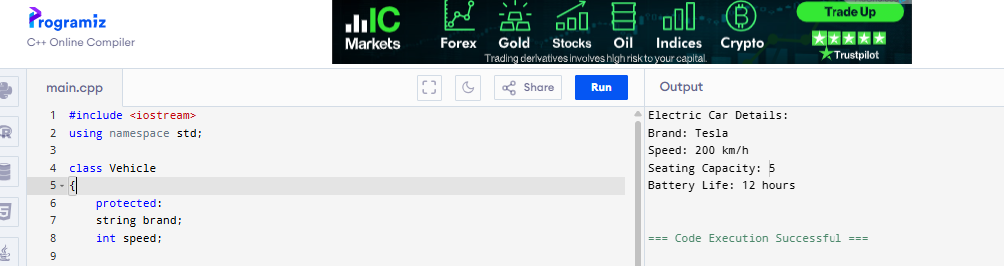 Programiz
C++ Online Compiler
IC
Markets
Forex
Gold
Stocks
Oil
Indices
Crypto
Trading derivatives involves high risk to your capital.
Trade Up
Trustpilot
main.cpp
Share
Run
Output
1 #include <iostream>
2 using namespace std;
3
4 class Vehicle
5 {
6 protected:
7 string brand;
8 int speed;
9
Electric Car Details:
Brand: Tesla
Speed: 200 km/h
Seating Capacity: 5
Battery Life: 12 hours
=== Code Execution Successful ===